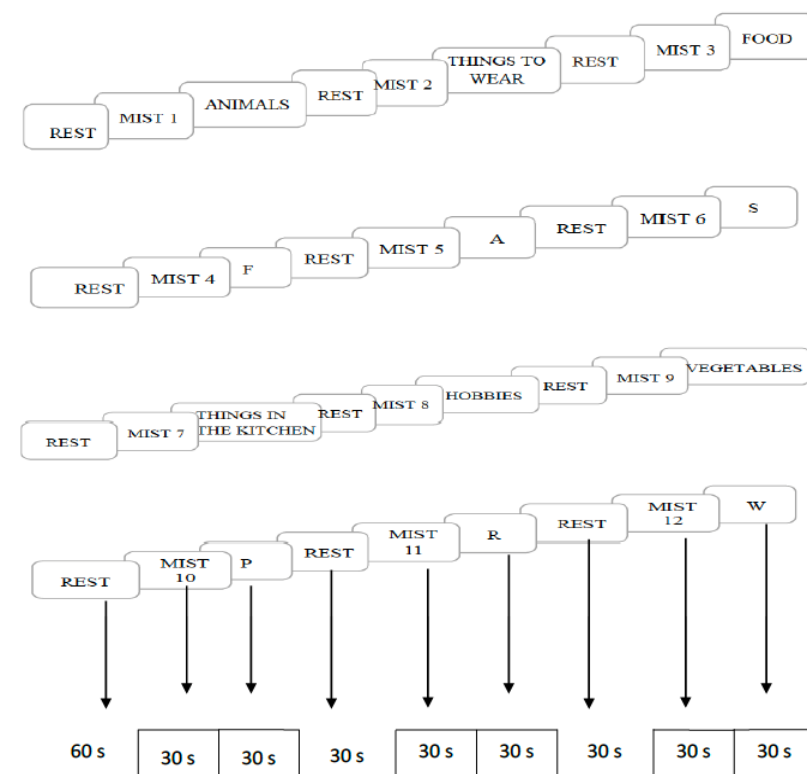 REST
MIST 1
ANIMALS
REST
MIST 2
THINGS TO
WEAR
REST
MIST 3
FOOD
REST
MIST 4
F
REST
MIST 5
A
REST
MIST 6
S
REST
MIST 7
THINGS IN
THE KITCHEN
REST
MIST 8
HOBBIES
REST
MIST 9
VEGETABLES
REST
MIST
10
P
REST
MIST
11
R
REST
MIST
12
W
60 s
30 s
30 s
30 s
30 s
30 s
30 s
30 s
30 s